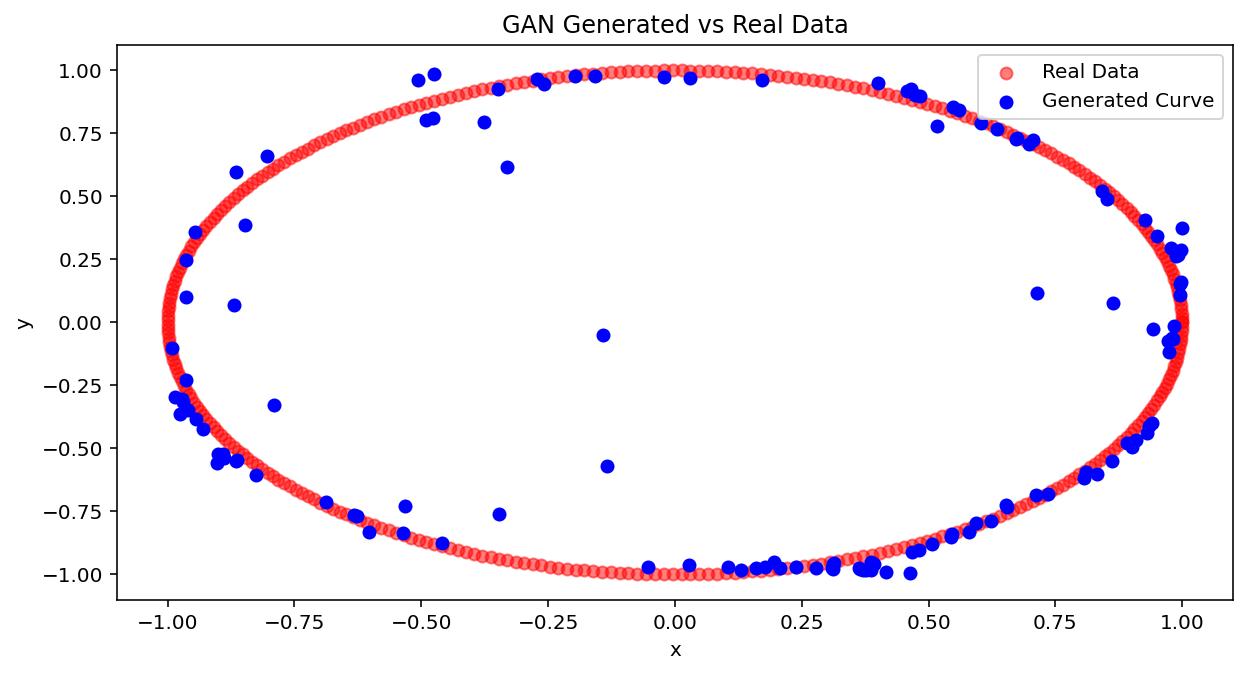 GAN Generated vs Real Data
Real Data
Generated Curve
1.00
0.75
0.50
0.25
0.00
−0.25
−0.50
−0.75
−1.00
y
−1.00 −0.75 −0.50 −0.25 0.00 0.25 0.50 0.75 1.00
x